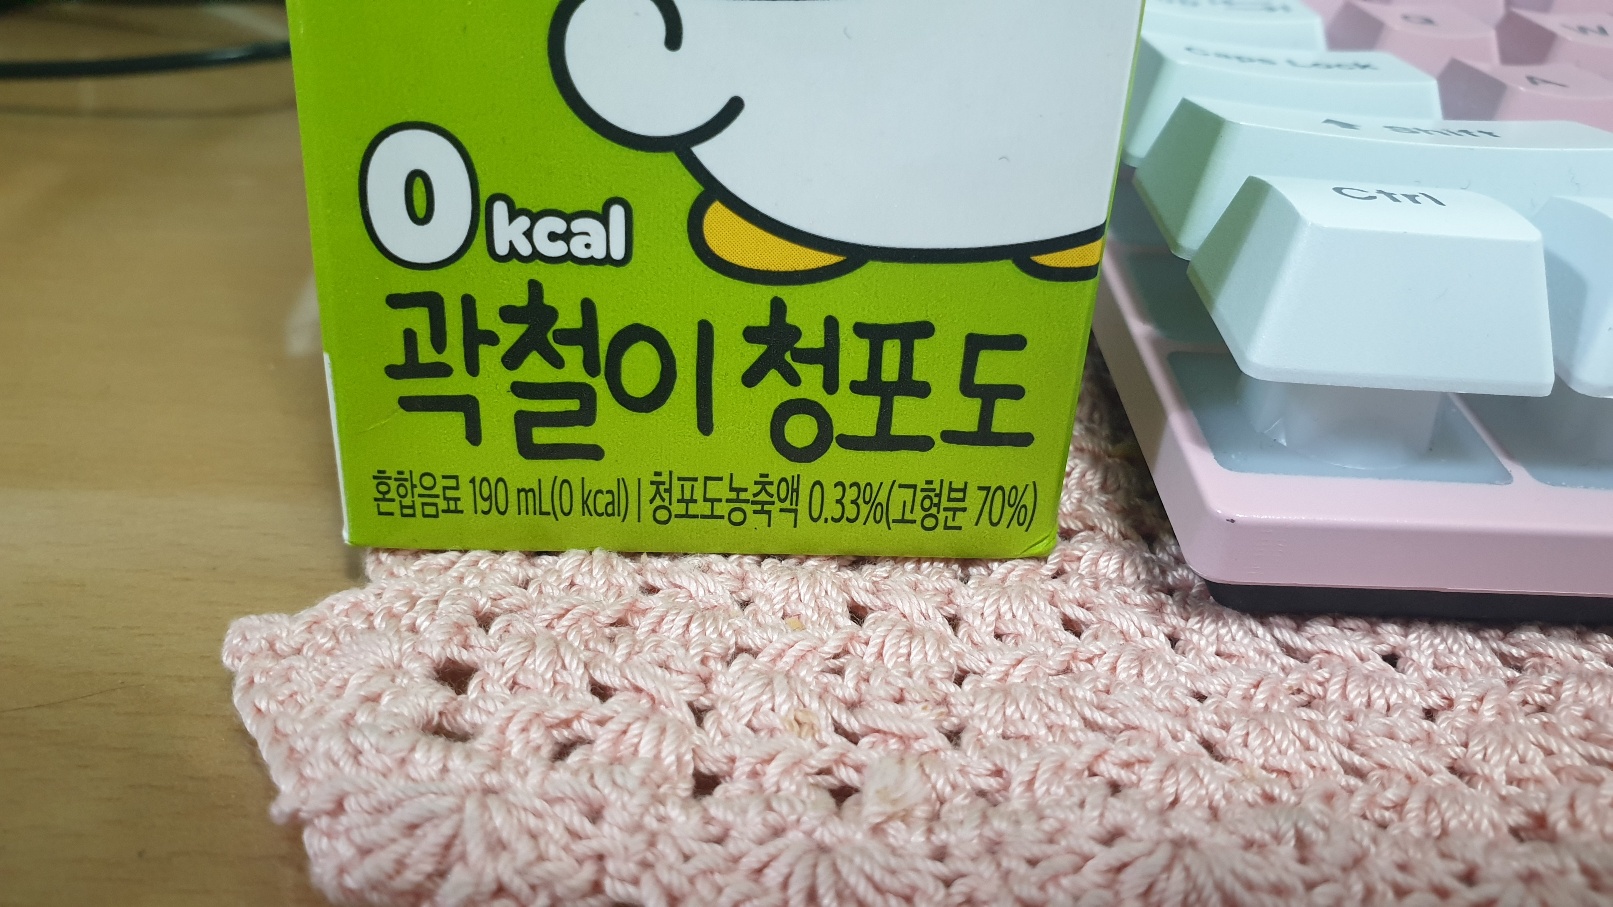 0 kcal
곽철이 청포도
혼합음료 190 mL(0 kcal) | 청포도농축액 0.33%(고형분 70%)
Q
W
Caps Lock
A
Shift
Ctrl